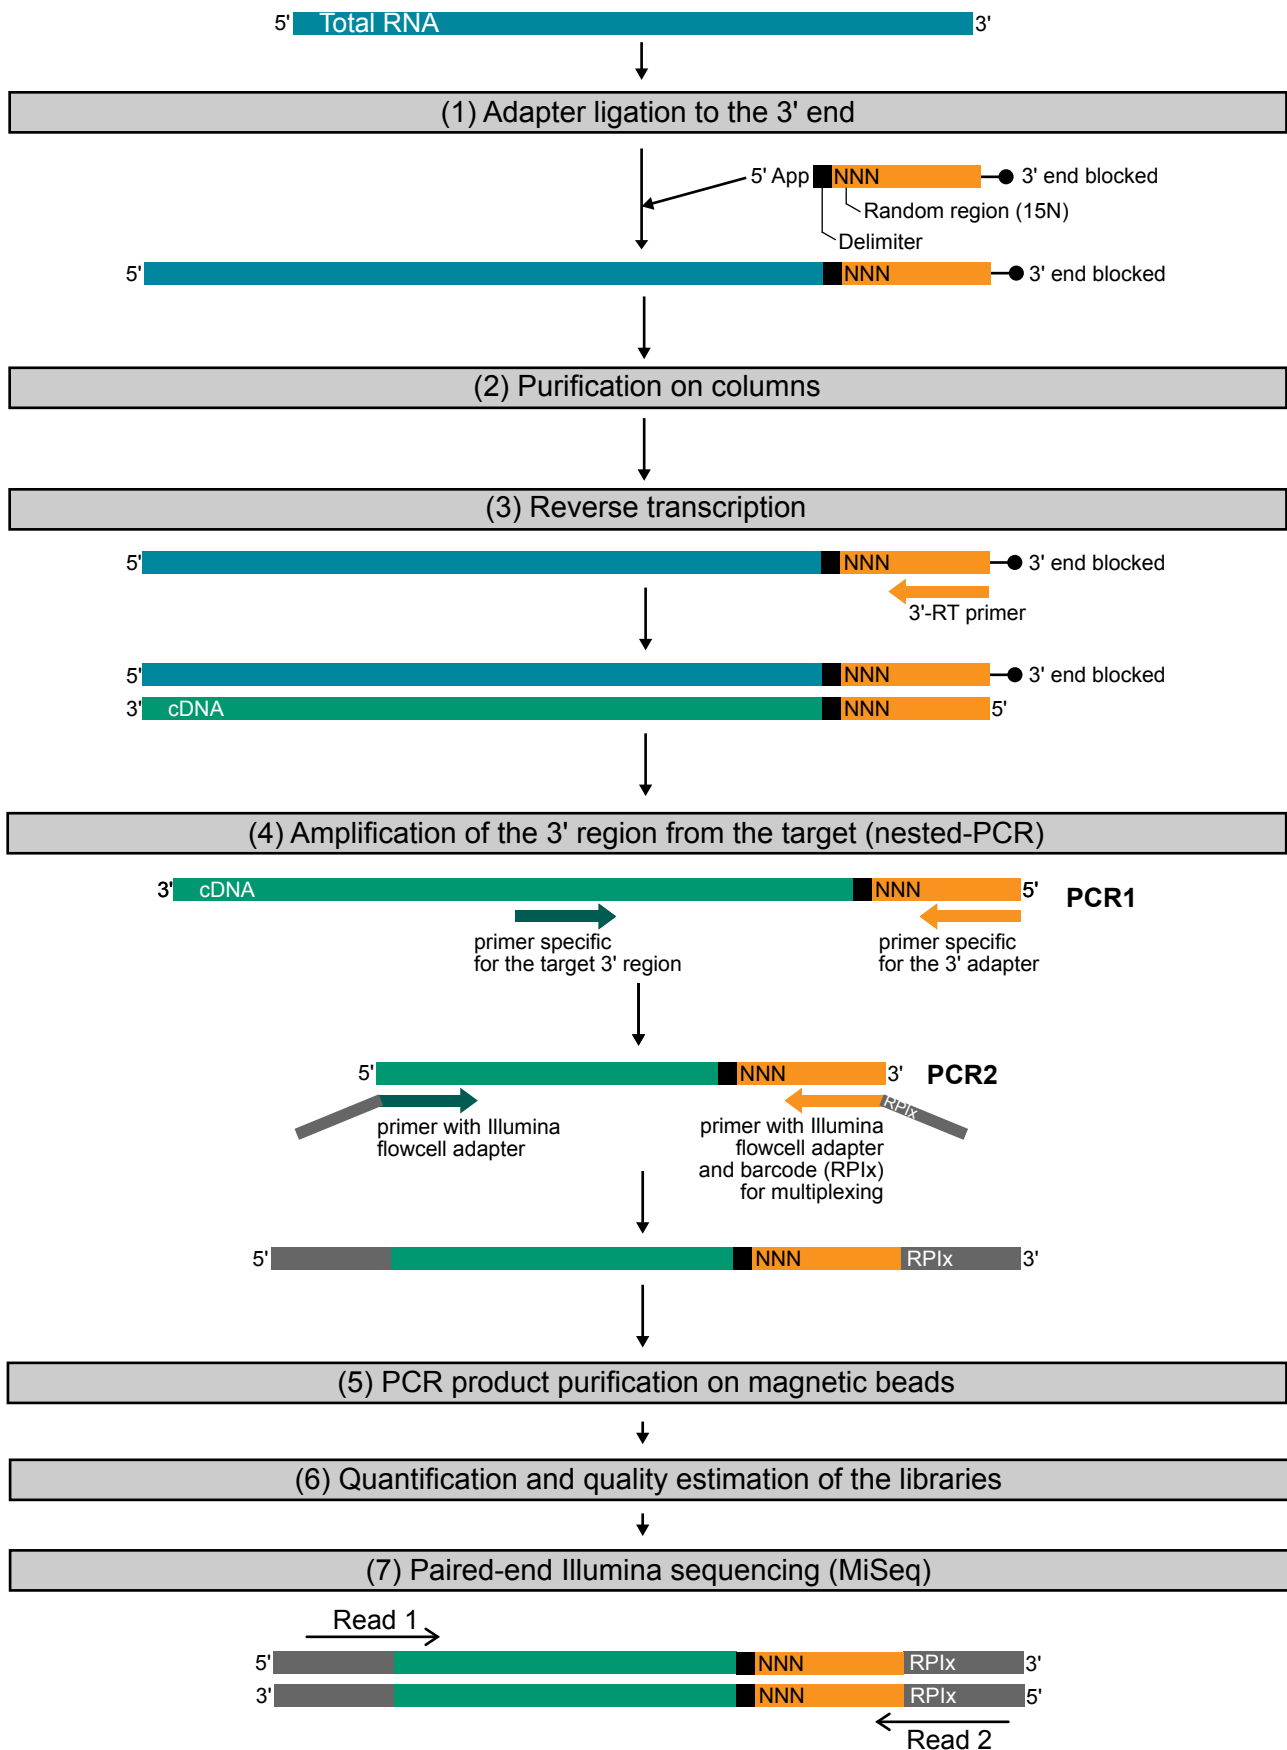 5' Total RNA 3'
(1) Adapter ligation to the 3' end
5' App NNN 3' end blocked
Random region (15N)
Delimiter
5' NNN 3' end blocked
(2) Purification on columns
(3) Reverse transcription
5' NNN 3' end blocked
3'-RT primer
5' NNN 3' end blocked
3' cDNA NNN 5'
(4) Amplification of the 3' region from the target (nested-PCR)
3' cDNA NNN 5' PCR1
primer specific
for the target 3' region
primer specific
for the 3' adapter
5' NNN 3' PCR2
RPIx
primer with Illumina
flowcell adapter
primer with Illumina
flowcell adapter
and barcode (RPIx)
for multiplexing
5' NNN RPIx 3'
(5) PCR product purification on magnetic beads
(6) Quantification and quality estimation of the libraries
(7) Paired-end Illumina sequencing (MiSeq)
Read 1
5' NNN RPIx 3'
3' NNN RPIx 5'
Read 2